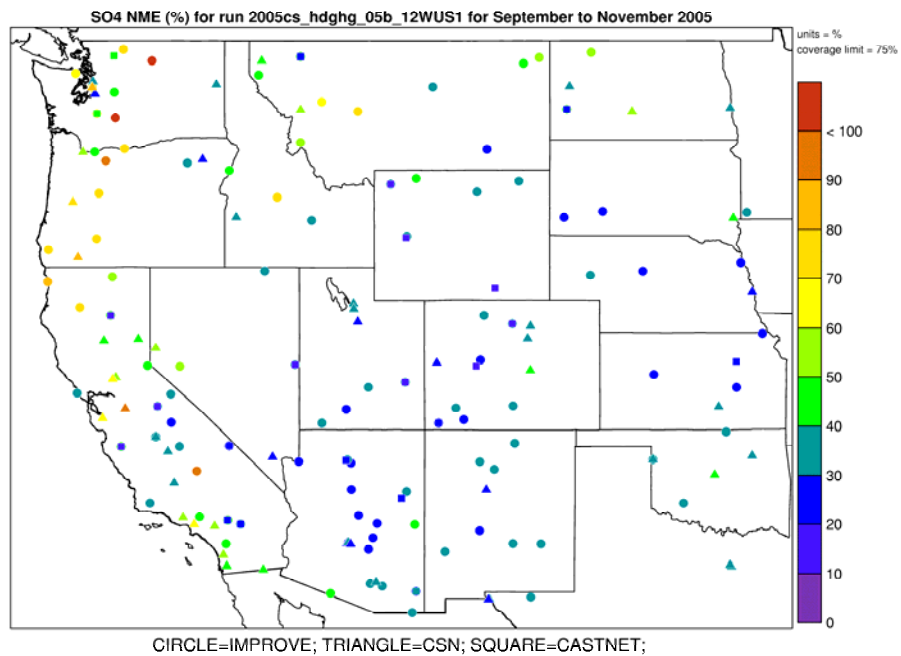 SO4 NME (%) for run 2005cs_hdghg_05b_12WUS1 for September to November 2005
units = %
coverage limit = 75%
< 100
90
80
70
60
50
40
30
20
10
0
CIRCLE=IMPROVE; TRIANGLE=CSN; SQUARE=CASTNET;